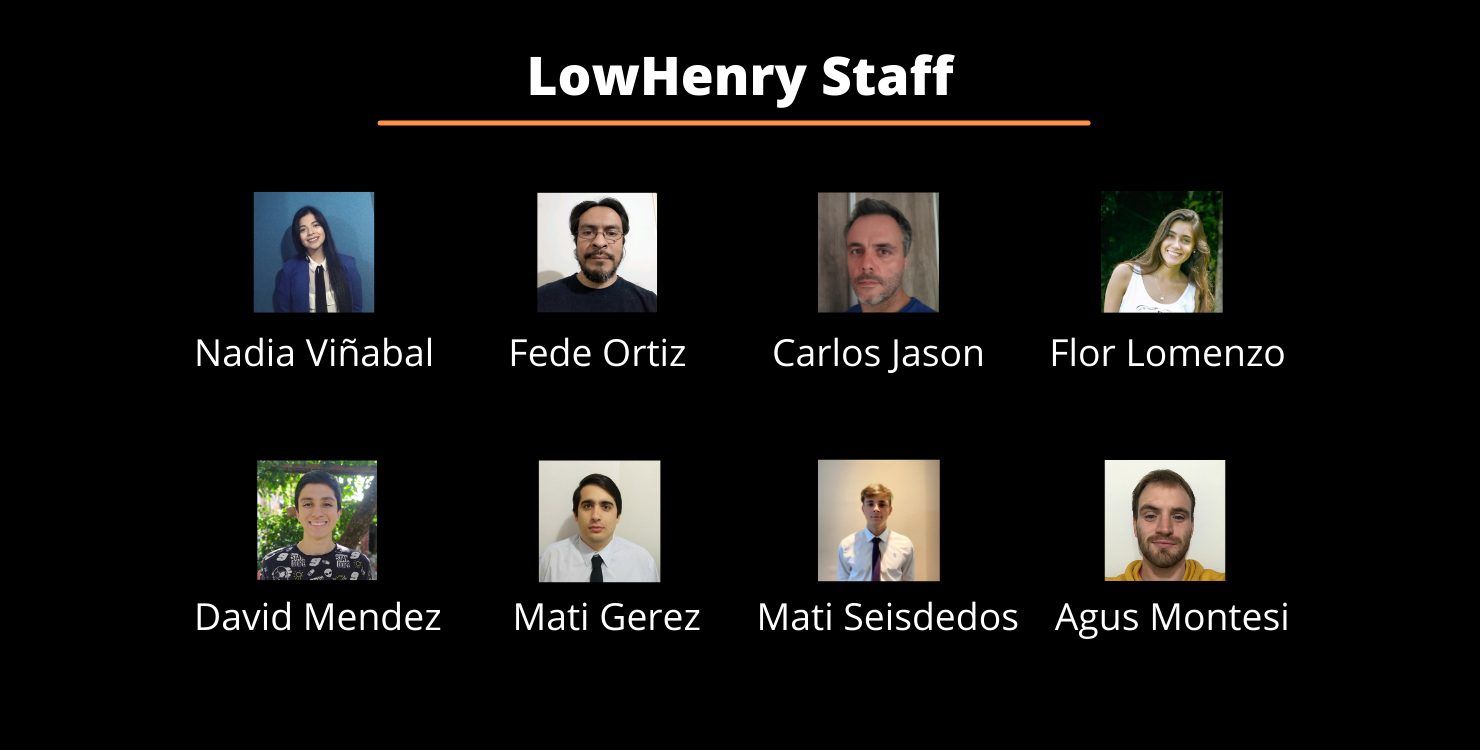 LowHenry Staff
Nadia Viñabal
Fede Ortiz
Carlos Jason
Flor Lomenzo
David Mendez
Mati Gerez
Mati Seisdedos
Agus Montesi